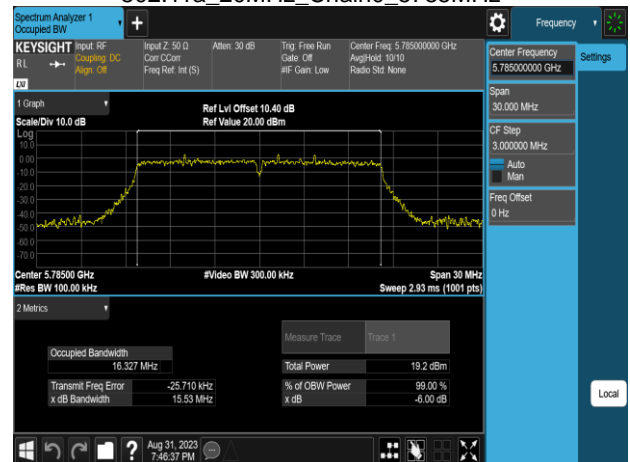 Spectrum Analyzer 1
Occupied BW
Frequency
KEYSIGHT
RL
LXI
Input: RF
Coupling: DC
Align: Off
Input Z: 50 Ω
Corr CCorr
Freq Ref: Int (S)
Atten: 30 dB
Trig: Free Run
Gate: Off
#IF Gain: Low
Center Freq: 5.785000000 GHz
Avg|Hold: 10/10
Radio Std: None
Center Frequency
5.785000000 GHz
Settings
Span
30.000 MHz
CF Step
3.000000 MHz
Auto
Man
Freq Offset
0 Hz
1 Graph
Scale/Div 10.0 dB
Ref Lvl Offset 10.40 dB
Ref Value 20.00 dBm
Log
10.0
0.00
-10.0
-20.0
-30.0
-40.0
-50.0
-60.0
-70.0
Center 5.78500 GHz
#Video BW 300.00 kHz
Span 30 MHz
#Res BW 100.00 kHz
Sweep 2.93 ms (1001 pts)
2 Metrics
Measure Trace
Trace 1
Occupied Bandwidth
16.327 MHz
Total Power
19.2 dBm
Transmit Freq Error
-25.710 kHz
% of OBW Power
99.00 %
x dB Bandwidth
15.53 MHz
x dB
-6.00 dB
Local
Aug 31, 2023
7:46:37 PM